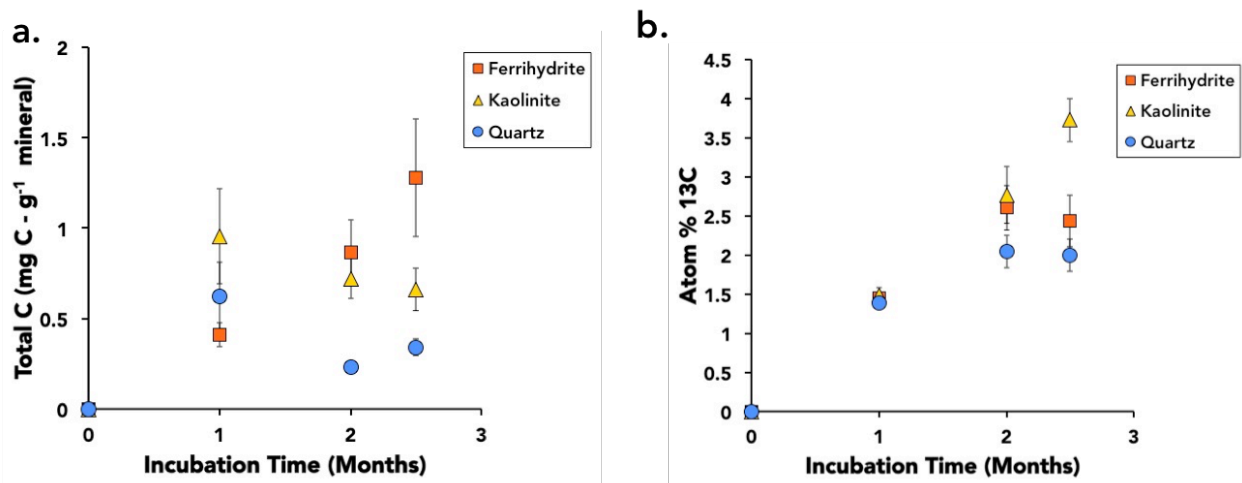 a.
Total C (mg C - g-1 mineral)
2
1.5
1
0.5
0
0
1
2
3
Incubation Time (Months)
Ferrihydrite
Kaolinite
Quartz
b.
Atom % 13C
4.5
4
3.5
3
2.5
2
1.5
1
0.5
0
0
1
2
3
Incubation Time (Months)
Ferrihydrite
Kaolinite
Quartz